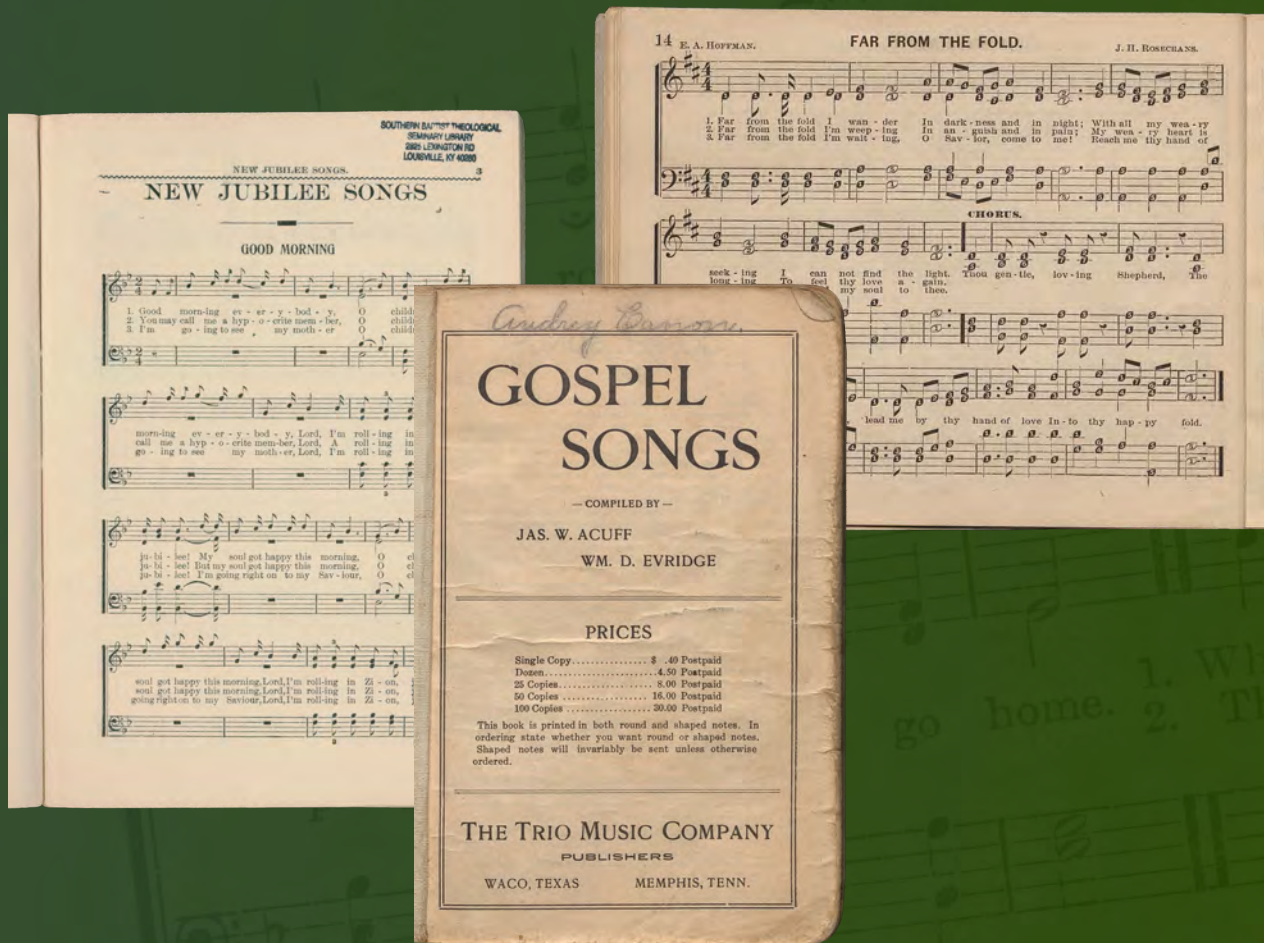 SOUTHERN BAPTIST THEOLOGICAL
SEMINARY LIBRARY
2825 LEXINGTON RD
LOUISVILLE, KY 40280
NEW JUBILEE SONGS. 3
NEW JUBILEE SONGS
GOOD MORNING
1. Good morn-ing ev - er - y - bod - y, O
2. You may call me a hyp - o - crite mem - ber, O
3. I'm go - ing to see my moth - er O
morn-ing ev - er - y - bod - y, Lord, I'm roll - ing in
call me a hyp - o - crite mem-ber, Lord, A roll - ing in
go - ing to see my moth-er, Lord, I'm roll - ing in
ju- bi - lee! My soul got happy this morning, O
ju- bi - lee! But my soul got happy this morning, O
ju- bi - lee! I'm going right on to my Sav - iour, O
soul got happy this morning, Lord, I'm roll-ing in Zi - on,
soul got happy this morning, Lord, I'm roll-ing in Zi - on,
going right on to my Saviour, Lord, I'm roll-ing in Zi - on,
14 E. A. HOFFMAN. FAR FROM THE FOLD. J. H. ROSECRANS.
1. Far from the fold I wan - der In dark - ness and in night; With all my wea - ry
2. Far from the fold I'm weep - ing In an - guish and in pain; My wea - ry heart is
3. Far from the fold I'm wait - ing, O Sav - ior, come to me! Reach me thy hand of
CHORUS.
seek - ing I can not find the light. Thou gen - tle, lov - ing Shepherd, The
long - ing To feel thy love a - gain.
my soul to thee.
lead me by thy hand of love In - to thy hap - py fold.
Audrey
GOSPEL
SONGS
— COMPILED BY —
JAS. W. ACUFF
WM. D. EVRIDGE
PRICES
Single Copy................ $ .40 Postpaid
Dozen.........................4.50 Postpaid
25 Copies..................... 8.00 Postpaid
50 Copies ................... 16.00 Postpaid
100 Copies .................. 30.00 Postpaid
This book is printed in both round and shaped notes. In
ordering state whether you want round or shaped notes.
Shaped notes will invariably be sent unless otherwise
ordered.
THE TRIO MUSIC COMPANY
PUBLISHERS
WACO, TEXAS MEMPHIS, TENN.
go home. 1.
2.